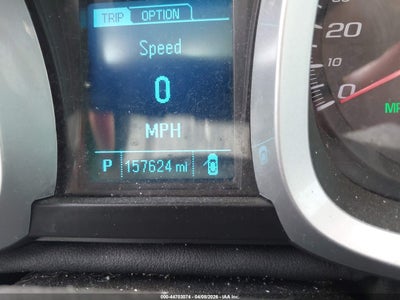 TRIP OPTION
Speed
0
MPH
P 157624 mi
20
10
0
000-44703074 | 04/09/2026 - IAA Inc.